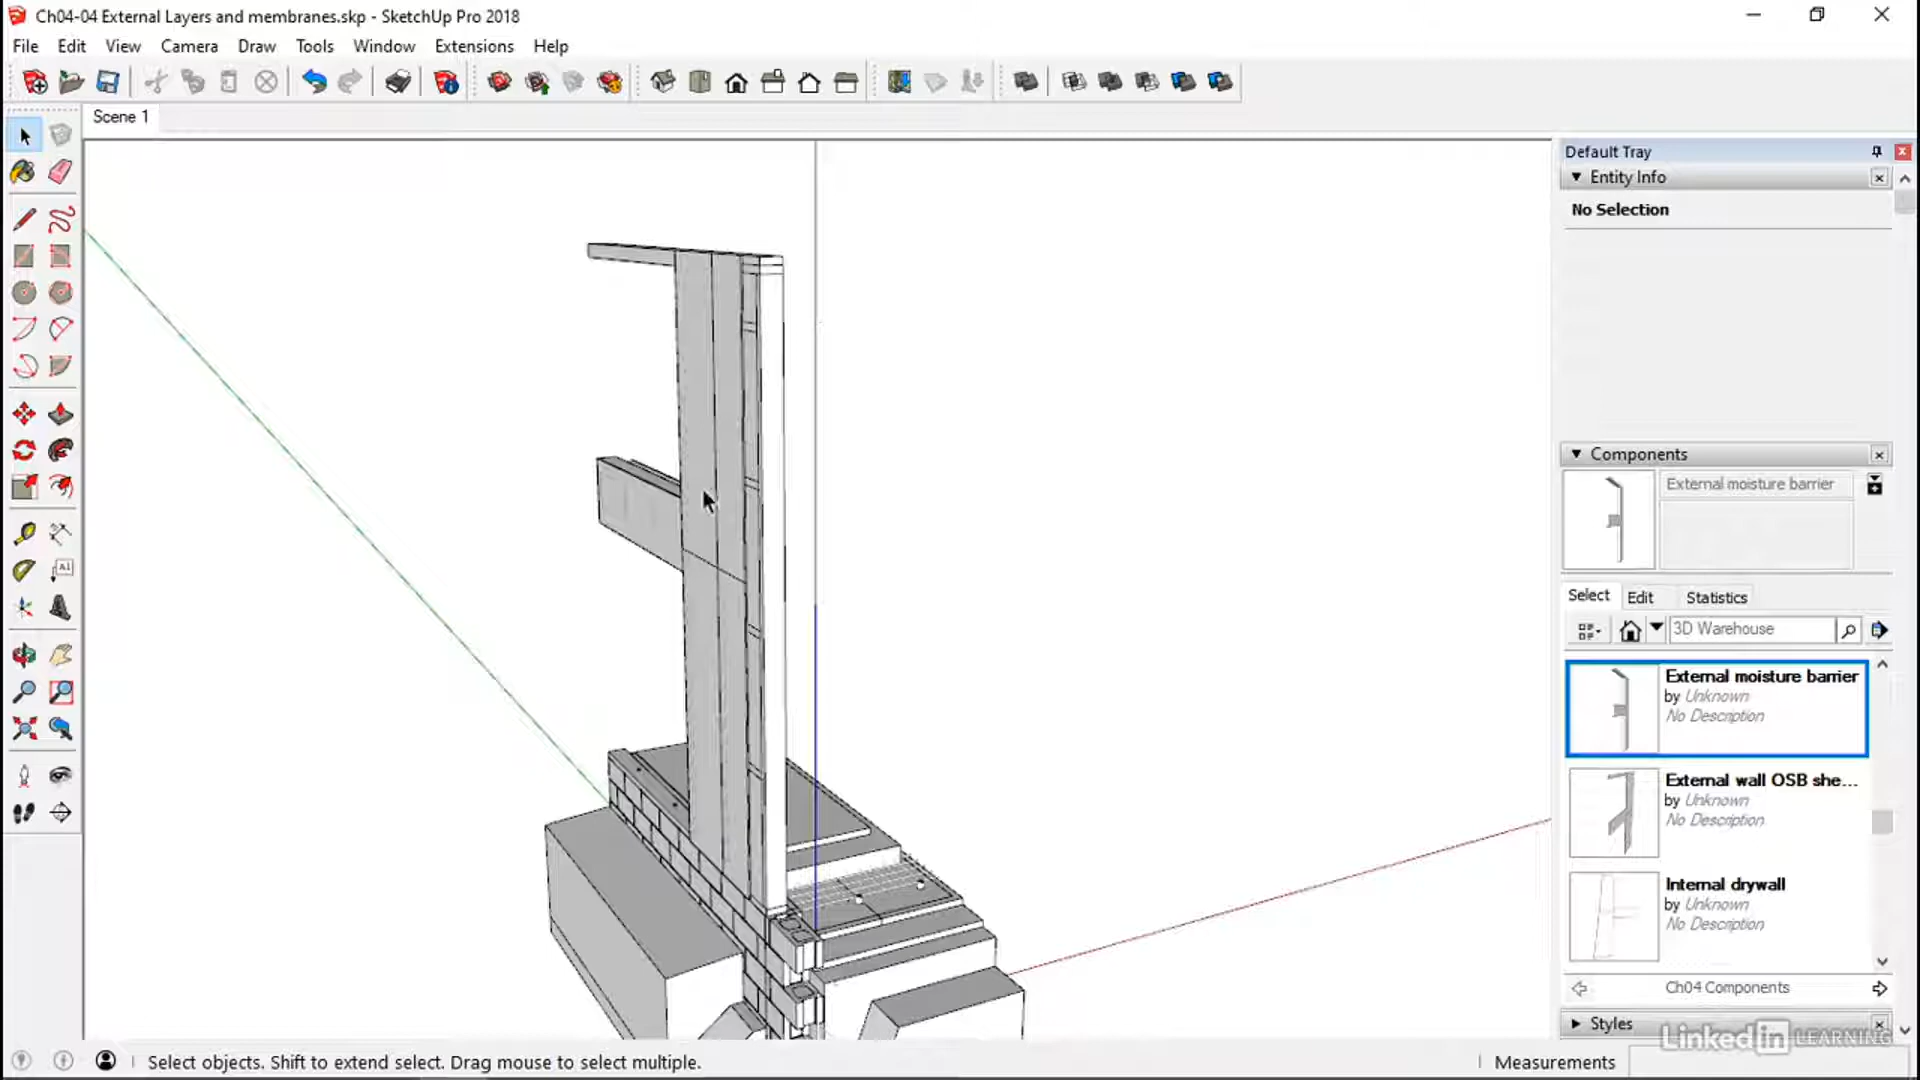 Ch04-04 External Layers and membranes.skp - SketchUp Pro 2018
File Edit View Camera Draw Tools Window Extensions Help
Scene 1
Default Tray
Entity Info
No Selection
Components
External moisture barrier
Select Edit Statistics
3D Warehouse
External moisture barrier
by Unknown
No Description
External wall OSB she...
by Unknown
No Description
Internal drywall
by Unknown
No Description
Ch04 Components
Styles
LinkedIn LEARNING
Select objects. Shift to extend select. Drag mouse to select multiple.
Measurements